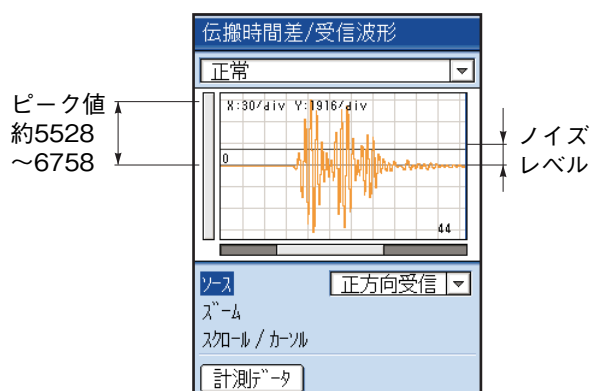 伝搬時間差/受信波形
正常
ピーク値
約5528
～6758
X:30/div Y:1916/div
0
44
ノイズ
レベル
ソース
正方向受信
ズーム
スクロール / カーソル
計測データ